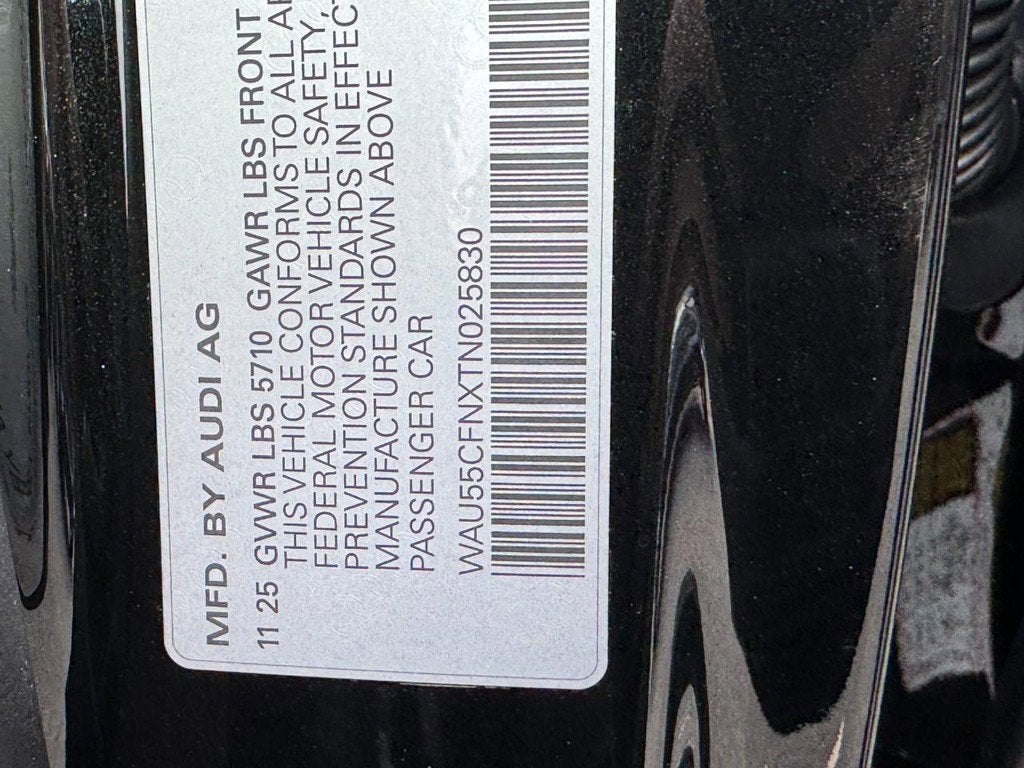 MFD. BY AUDI AG
11 25 GVWR LBS 5710 GAWR LBS FRONT
THIS VEHICLE CONFORMS TO ALL
FEDERAL MOTOR VEHICLE SAFETY,
PREVENTION STANDARDS IN EFFECT
MANUFACTURE SHOWN ABOVE
PASSENGER CAR
WAU55CFNXTN025830